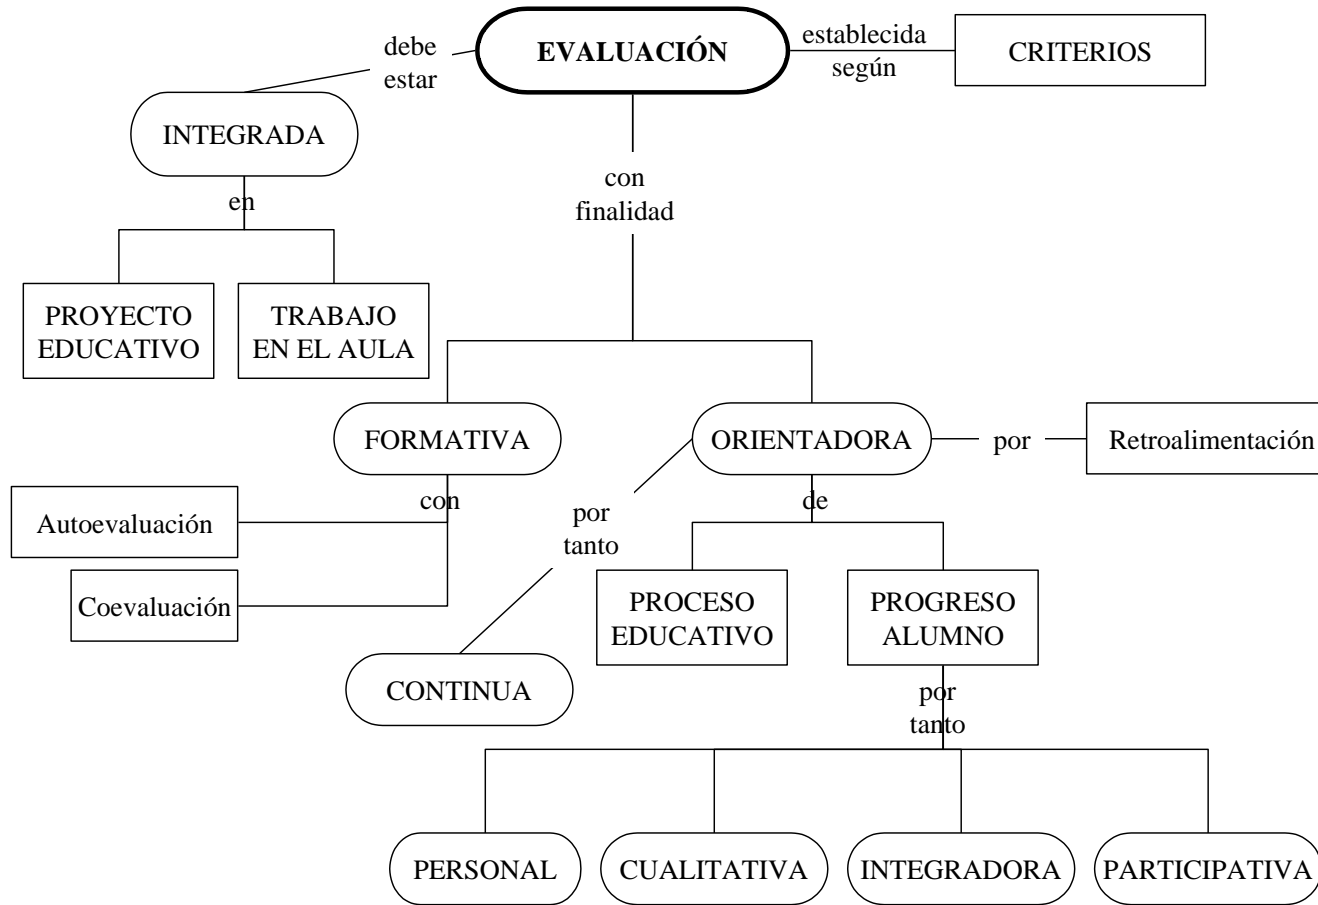 debe
estar
EVALUACIÓN
establecida
según
CRITERIOS
INTEGRADA
en
con
finalidad
PROYECTO
EDUCATIVO
TRABAJO
EN EL AULA
FORMATIVA
ORIENTADORA
por
Retroalimentación
con
de
por
tanto
Autoevaluación
Coevaluación
PROCESO
EDUCATIVO
PROGRESO
ALUMNO
CONTINUA
por
tanto
PERSONAL
CUALITATIVA
INTEGRADORA
PARTICIPATIVA